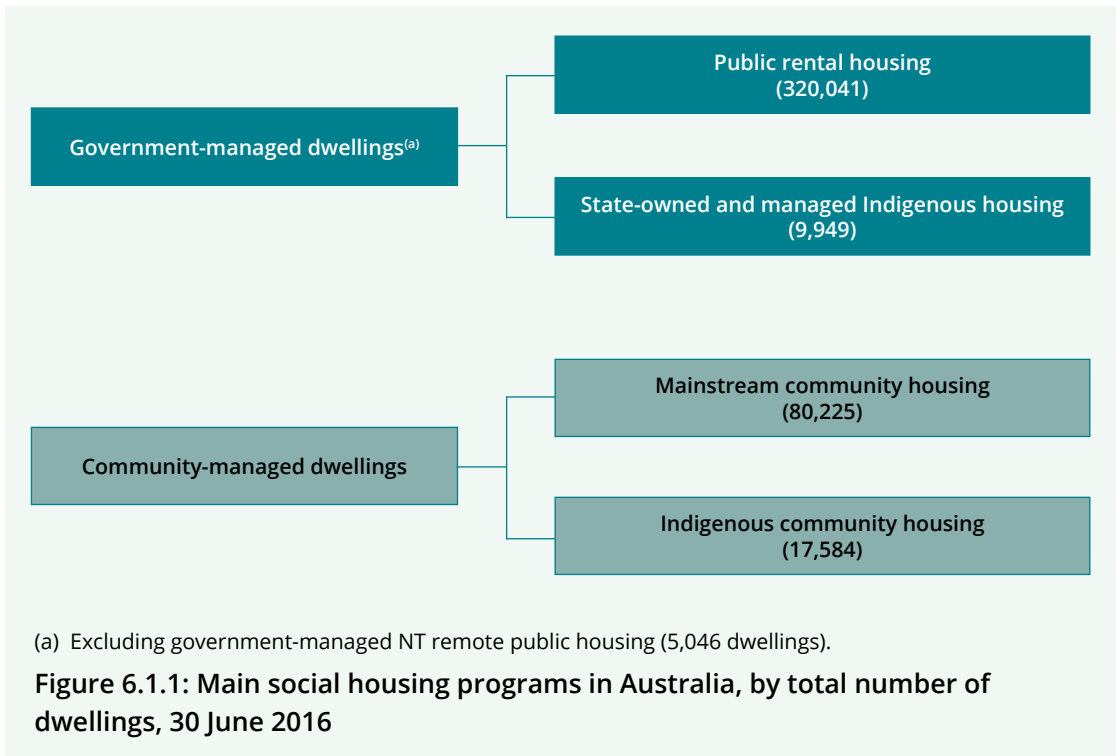 Government-managed dwellings(a)
Public rental housing
(320,041)
State-owned and managed Indigenous housing
(9,949)
Community-managed dwellings
Mainstream community housing
(80,225)
Indigenous community housing
(17,584)
(a) Excluding government-managed NT remote public housing (5,046 dwellings).
Figure 6.1.1: Main social housing programs in Australia, by total number of
dwellings, 30 June 2016